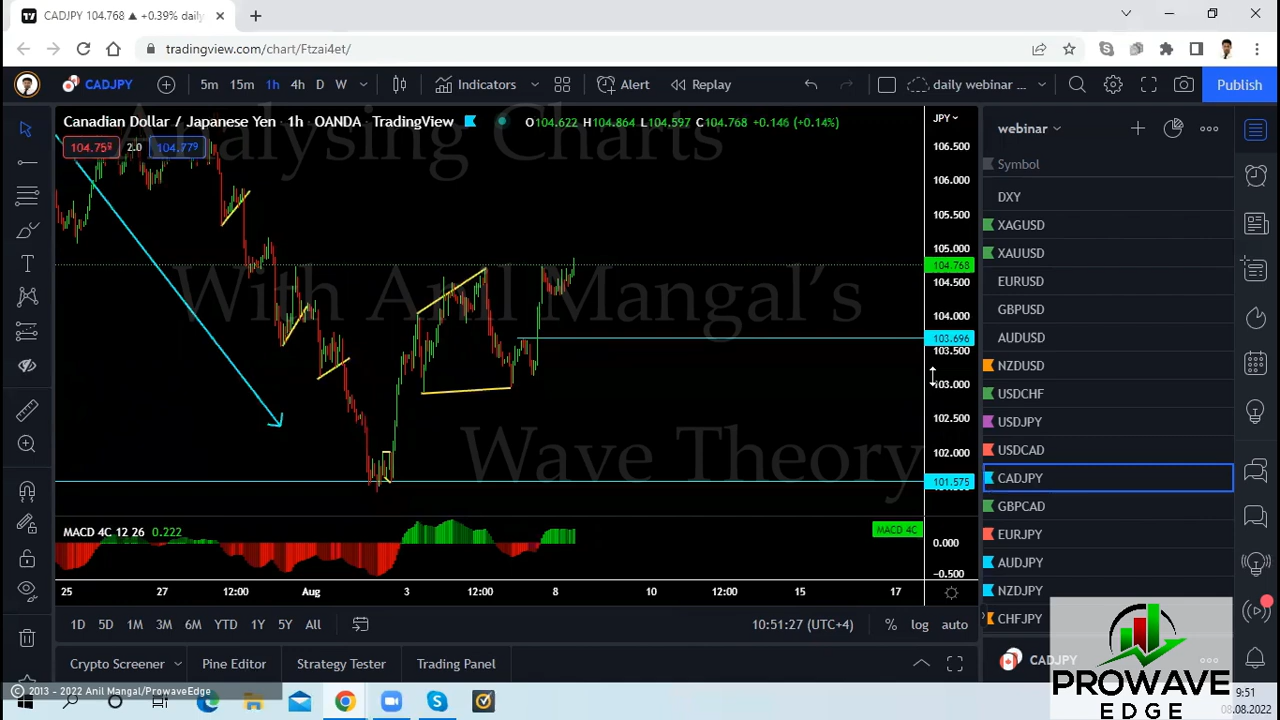 CADJPY 104.768 ▲ +0.39% daily
tradingview.com/chart/Ftzai4et/
CADJPY
5m 15m 1h 4h D W
Indicators
Alert
Replay
daily webinar ...
Publish
Analysing Charts
With Anil Mangal's
Wave Theory
Canadian Dollar / Japanese Yen · 1h · OANDA · TradingView
O104.622 H104.864 L104.597 C104.768 +0.146 (+0.14%)
104.75⁹ 2.0 104.77⁹
JPY
106.500
106.000
105.500
105.000
104.768
104.500
104.000
103.696
103.500
103.000
102.500
102.000
101.575
MACD 4C 12 26 0.222
MACD 4C
0.000
−0.500
25 27 12:00 Aug 3 12:00 8 10 12:00 15 17
1D 5D 1M 3M 6M YTD 1Y 5Y All
10:51:27 (UTC+4) % log auto
Crypto Screener Pine Editor Strategy Tester Trading Panel
webinar
Symbol
DXY
XAGUSD
XAUUSD
EURUSD
GBPUSD
AUDUSD
NZDUSD
USDCHF
USDJPY
USDCAD
CADJPY
GBPCAD
EURJPY
AUDJPY
NZDJPY
CHFJPY
CADJPY
PROWAVE
EDGE
© 2013 - 2022 Anil Mangal/ProwaveEdge
9:51
08.08.2022